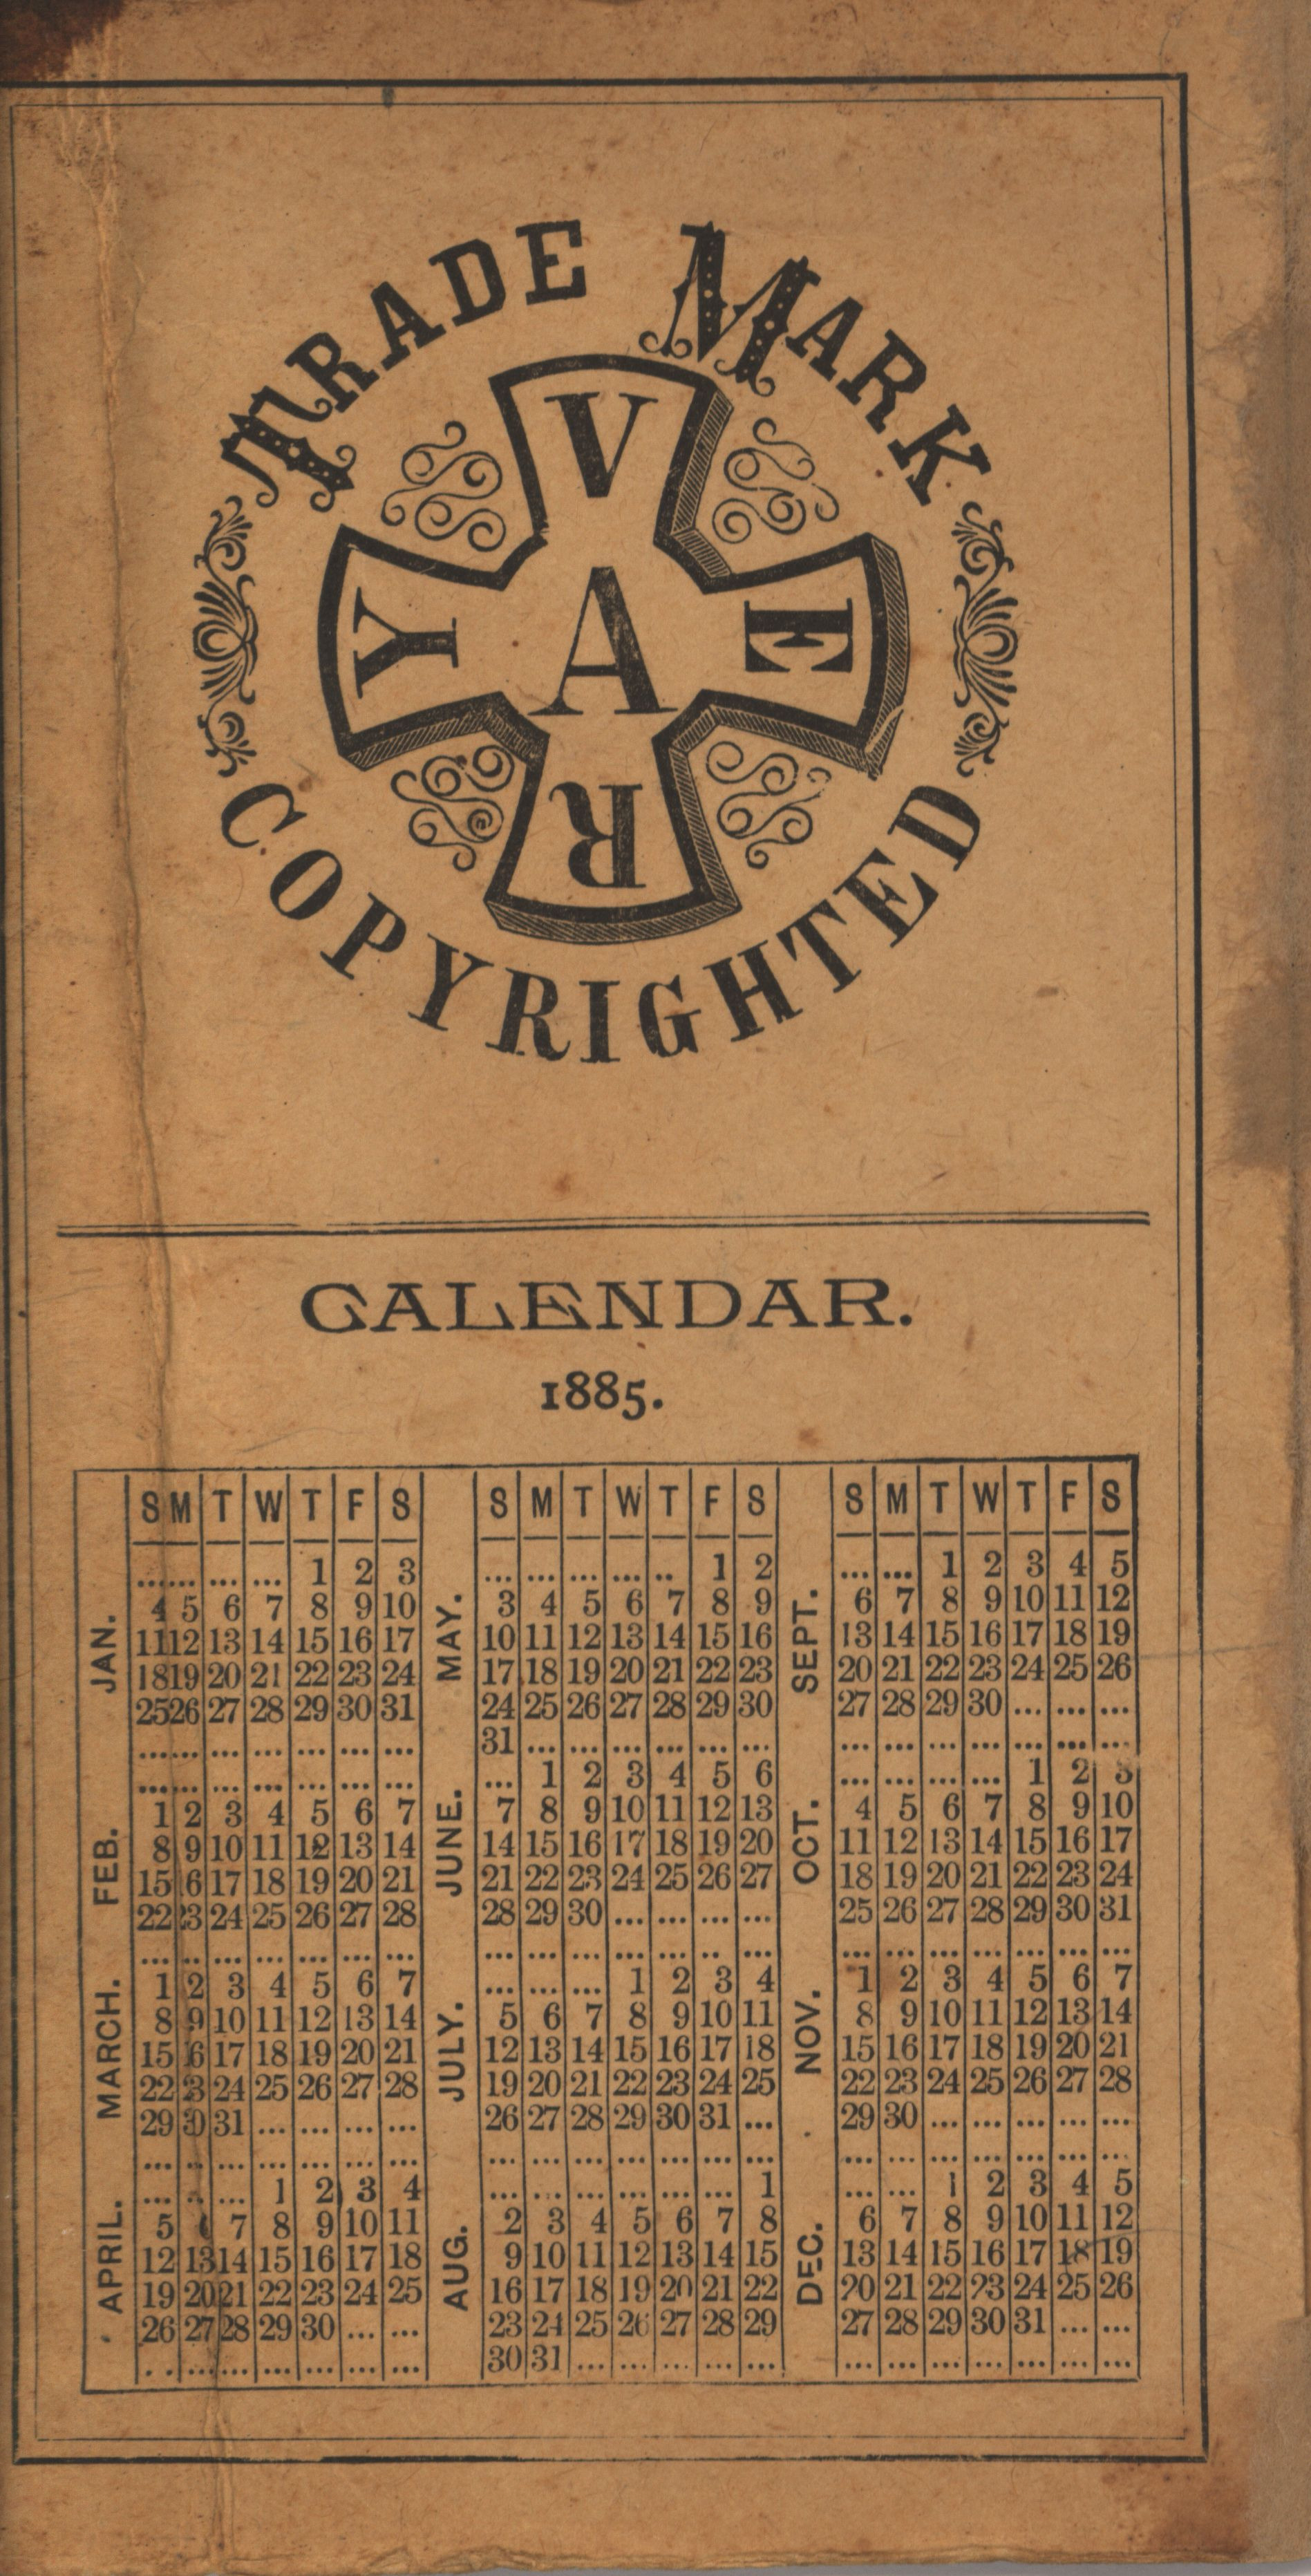 TRADE MARK
V
Y A E
R
COPYRIGHTED
CALENDAR.
1885.
S M T W T F S S M T W T F S S M T W T F S
JAN.
...... ... ... 1 2 3
4 5 6 7 8 9 10
11 12 13 14 15 16 17
18 19 20 21 22 23 24
25 26 27 28 29 30 31
...... ... ... ... ... ...
FEB.
...... ... ... ... ... ...
1 2 3 4 5 6 7
8 9 10 11 12 13 14
15 16 17 18 19 20 21
22 23 24 25 26 27 28
... .. ... ... ... ... ...
MARCH.
1 2 3 4 5 6 7
8 9 10 11 12 13 14
15 16 17 18 19 20 21
22 23 24 25 26 27 28
29 30 31 ... ... ... ...
... .. ... ... ... ... ...
APRIL.
... .. ... 1 2 3 4
5 7 8 9 10 11
12 13 14 15 16 17 18
19 20 21 22 23 24 25
26 27 28 29 30 ... ...
. . ... ... ... ... ... ...
MAY.
... ... ... ... .. 1 2
3 4 5 6 7 8 9
10 11 12 13 14 15 16
17 18 19 20 21 22 23
24 25 26 27 28 29 30
31 ... ... ... ... ... ...
JUNE.
... 1 2 3 4 5 6
7 8 9 10 11 12 13
14 15 16 17 18 19 20
21 22 23 24 25 26 27
28 29 30 ... ... ... ...
... ... ... ... ... .. ...
JULY.
... ... ... 1 2 3 4
5 6 7 8 9 10 11
12 13 14 15 16 17 18
19 20 21 22 23 24 25
26 27 28 29 30 31 ...
... ... ... ... ... ... ...
AUG.
... ... ... ... ... ... 1
2 3 4 5 6 7 8
9 10 11 12 13 14 15
16 17 18 19 20 21 22
23 24 25 26 27 28 29
30 31 ... ... ... ... ...
SEPT.
... ... 1 2 3 4 5
6 7 8 9 10 11 12
13 14 15 16 17 18 19
20 21 22 23 24 25 26
27 28 29 30 ... ... ...
... ... ... ... ... ... ...
OCT.
... ... ... ... 1 2 3
4 5 6 7 8 9 10
11 12 13 14 15 16 17
18 19 20 21 22 23 24
25 26 27 28 29 30 31
... ... ... ... ... ... ...
NOV.
1 2 3 4 5 6 7
8 9 10 11 12 13 14
15 16 17 18 19 20 21
22 23 24 25 26 27 28
29 30 ... ... ... ... ...
... ... ... ... ... ... ...
DEC.
... ... 1 2 3 4 5
6 7 8 9 10 11 12
13 14 15 16 17 18 19
20 21 22 23 24 25 26
27 28 29 30 31 ... ...
... ... ... ... ... ... ...